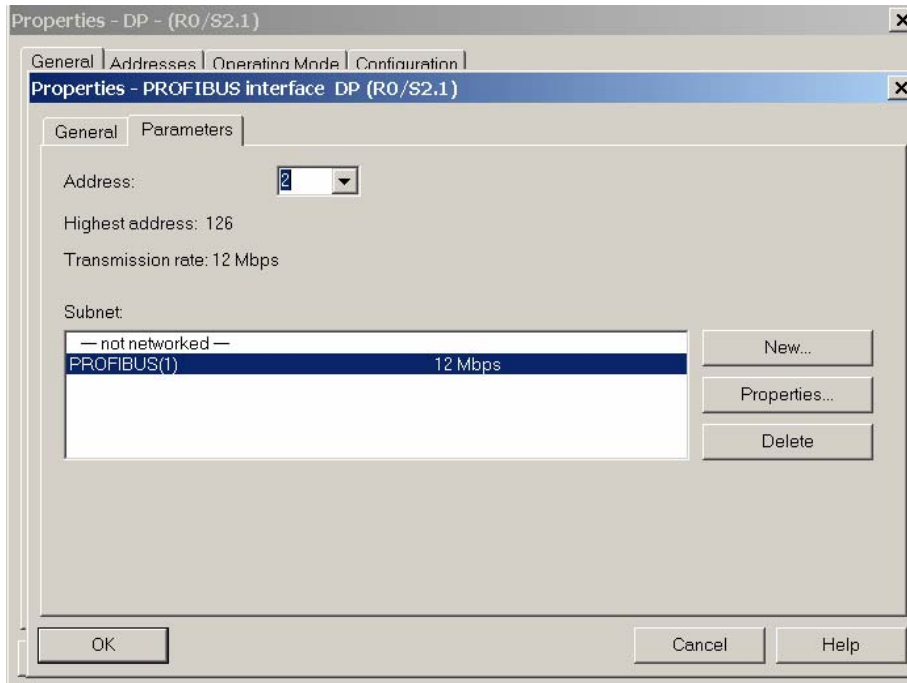 Properties - DP - (R0/S2.1)
General Addresses Operating Mode Configuration
Properties - PROFIBUS interface DP (R0/S2.1)
General Parameters
Address: 2
Highest address: 126
Transmission rate: 12 Mbps
Subnet:
— not networked —
PROFIBUS(1) 12 Mbps
New...
Properties...
Delete
OK Cancel Help